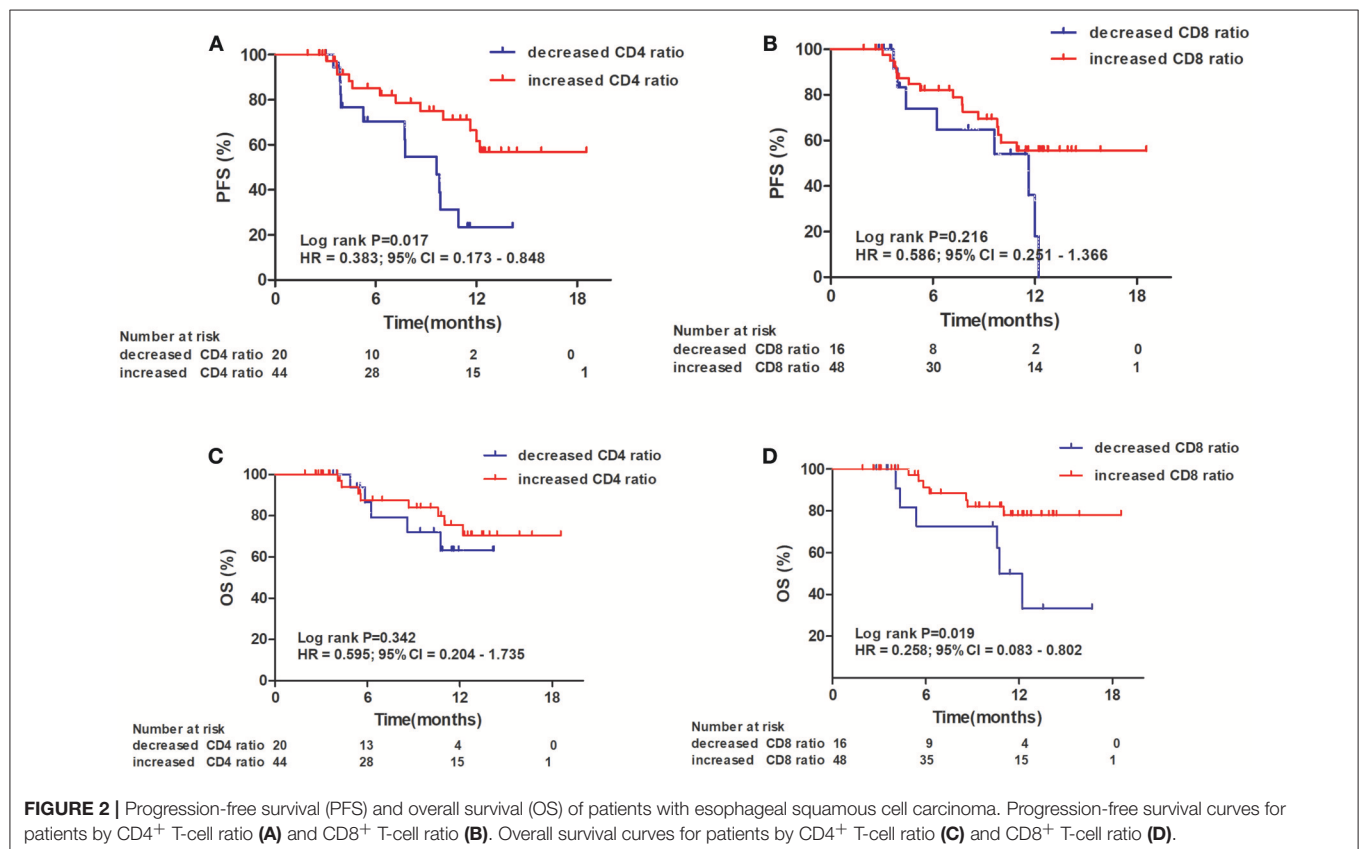 A
decreased CD4 ratio
increased CD4 ratio
100
80
60
40
20
0
PFS (%)
Log rank P=0.017
HR = 0.383; 95% CI = 0.173 - 0.848
0 6 12 18
Time(months)
Number at risk
decreased CD4 ratio 20 10 2 0
increased CD4 ratio 44 28 15 1
B
decreased CD8 ratio
increased CD8 ratio
100
80
60
40
20
0
PFS (%)
Log rank P=0.216
HR = 0.586; 95% CI = 0.251 - 1.366
0 6 12 18
Time(months)
Number at risk
decreased CD8 ratio 16 8 2 0
increased CD8 ratio 48 30 14 1
C
decreased CD4 ratio
increased CD4 ratio
100
80
60
40
20
0
OS (%)
Log rank P=0.342
HR = 0.595; 95% CI = 0.204 - 1.735
0 6 12 18
Time(months)
Number at risk
decreased CD4 ratio 20 13 4 0
increased CD4 ratio 44 28 15 1
D
decreased CD8 ratio
increased CD8 ratio
100
80
60
40
20
OS (%)
Log rank P=0.019
HR = 0.258; 95% CI = 0.083 - 0.802
0 6 12 18
Time(months)
Number at risk
decreased CD8 ratio 16 9 4 0
increased CD8 ratio 48 35 15 1
FIGURE 2 | Progression-free survival (PFS) and overall survival (OS) of patients with esophageal squamous cell carcinoma. Progression-free survival curves for
patients by CD4+ T-cell ratio (A) and CD8+ T-cell ratio (B). Overall survival curves for patients by CD4+ T-cell ratio (C) and CD8+ T-cell ratio (D).